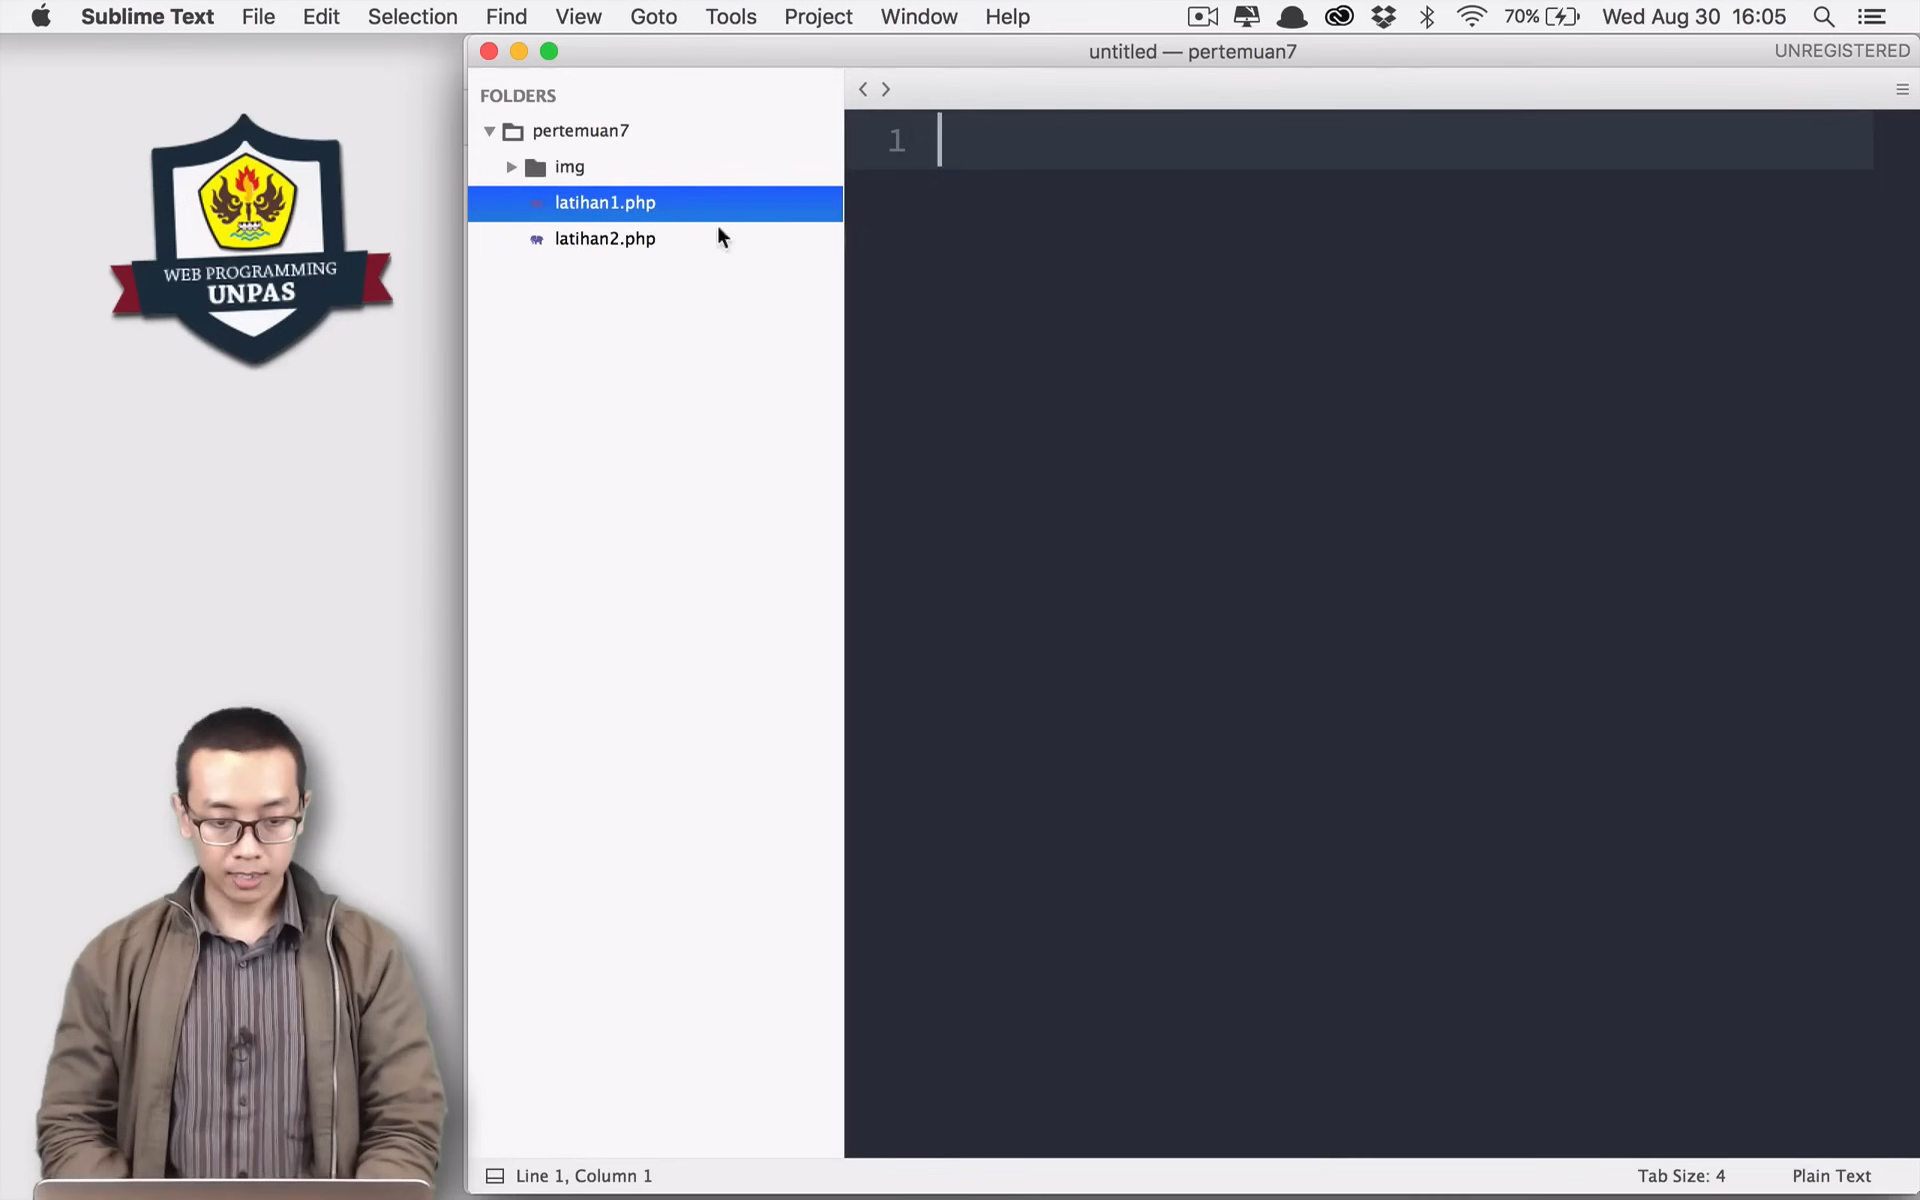 Sublime Text File Edit Selection Find View Goto Tools Project Window Help 70% Wed Aug 30 16:05
untitled — pertemuan7 UNREGISTERED
FOLDERS
pertemuan7
img
latihan1.php
latihan2.php
1
WEB PROGRAMMING
UNPAS
Line 1, Column 1 Tab Size: 4 Plain Text